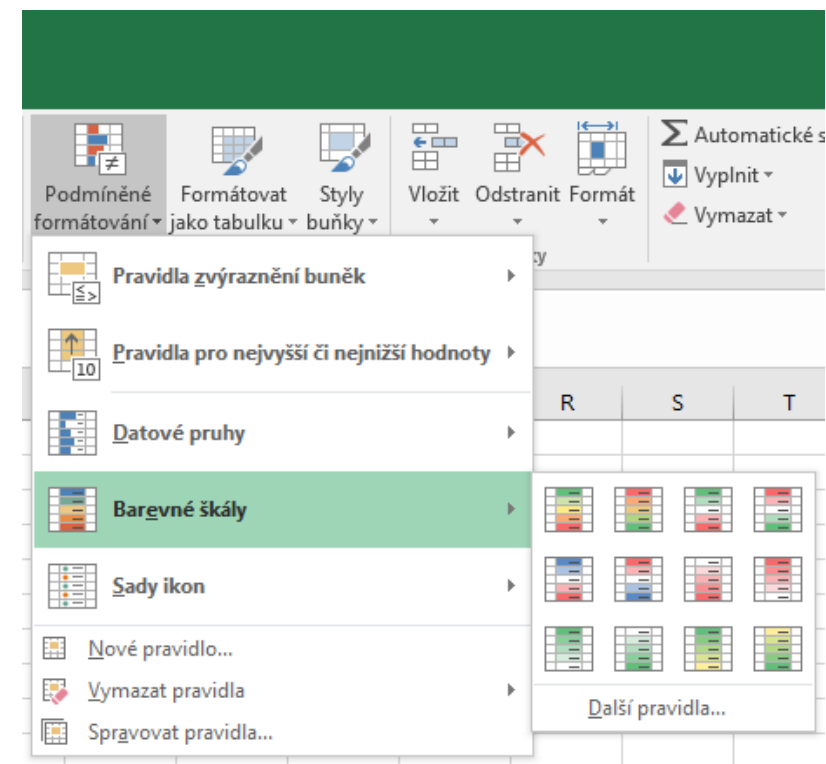 Podmíněné formátování
Formátovat jako tabulku
Styly buňky
Vložit
Odstranit
Formát
Automatické s
Vyplnit
Vymazat
ky
Pravidla zvýraznění buněk
Pravidla pro nejvyšší či nejnižší hodnoty
10
Datové pruhy
Barevné škály
Sady ikon
Nové pravidlo...
Vymazat pravidla
Spravovat pravidla...
R S T
Další pravidla...